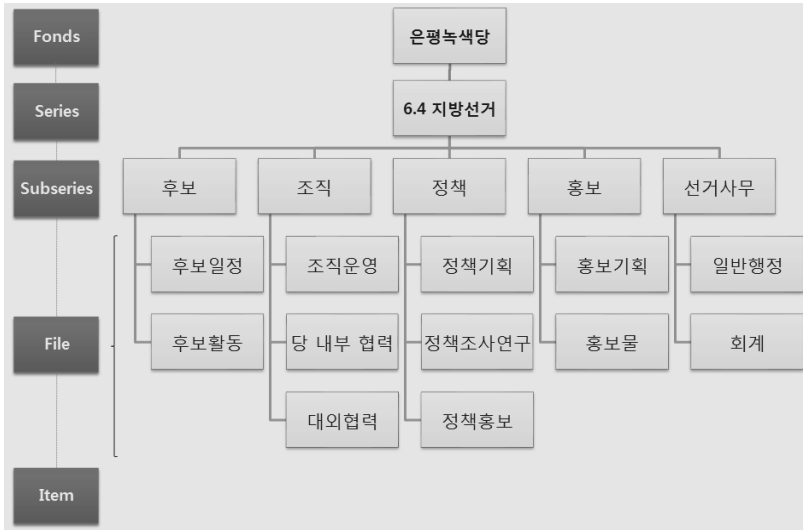 Fonds
은평녹색당
Series
6.4 지방선거
Subseries
후보
조직
정책
홍보
선거사무
후보일정
조직운영
정책기획
홍보기획
일반행정
File
후보활동
당 내부 협력
정책조사연구
홍보물
회계
대외협력
정책홍보
Item